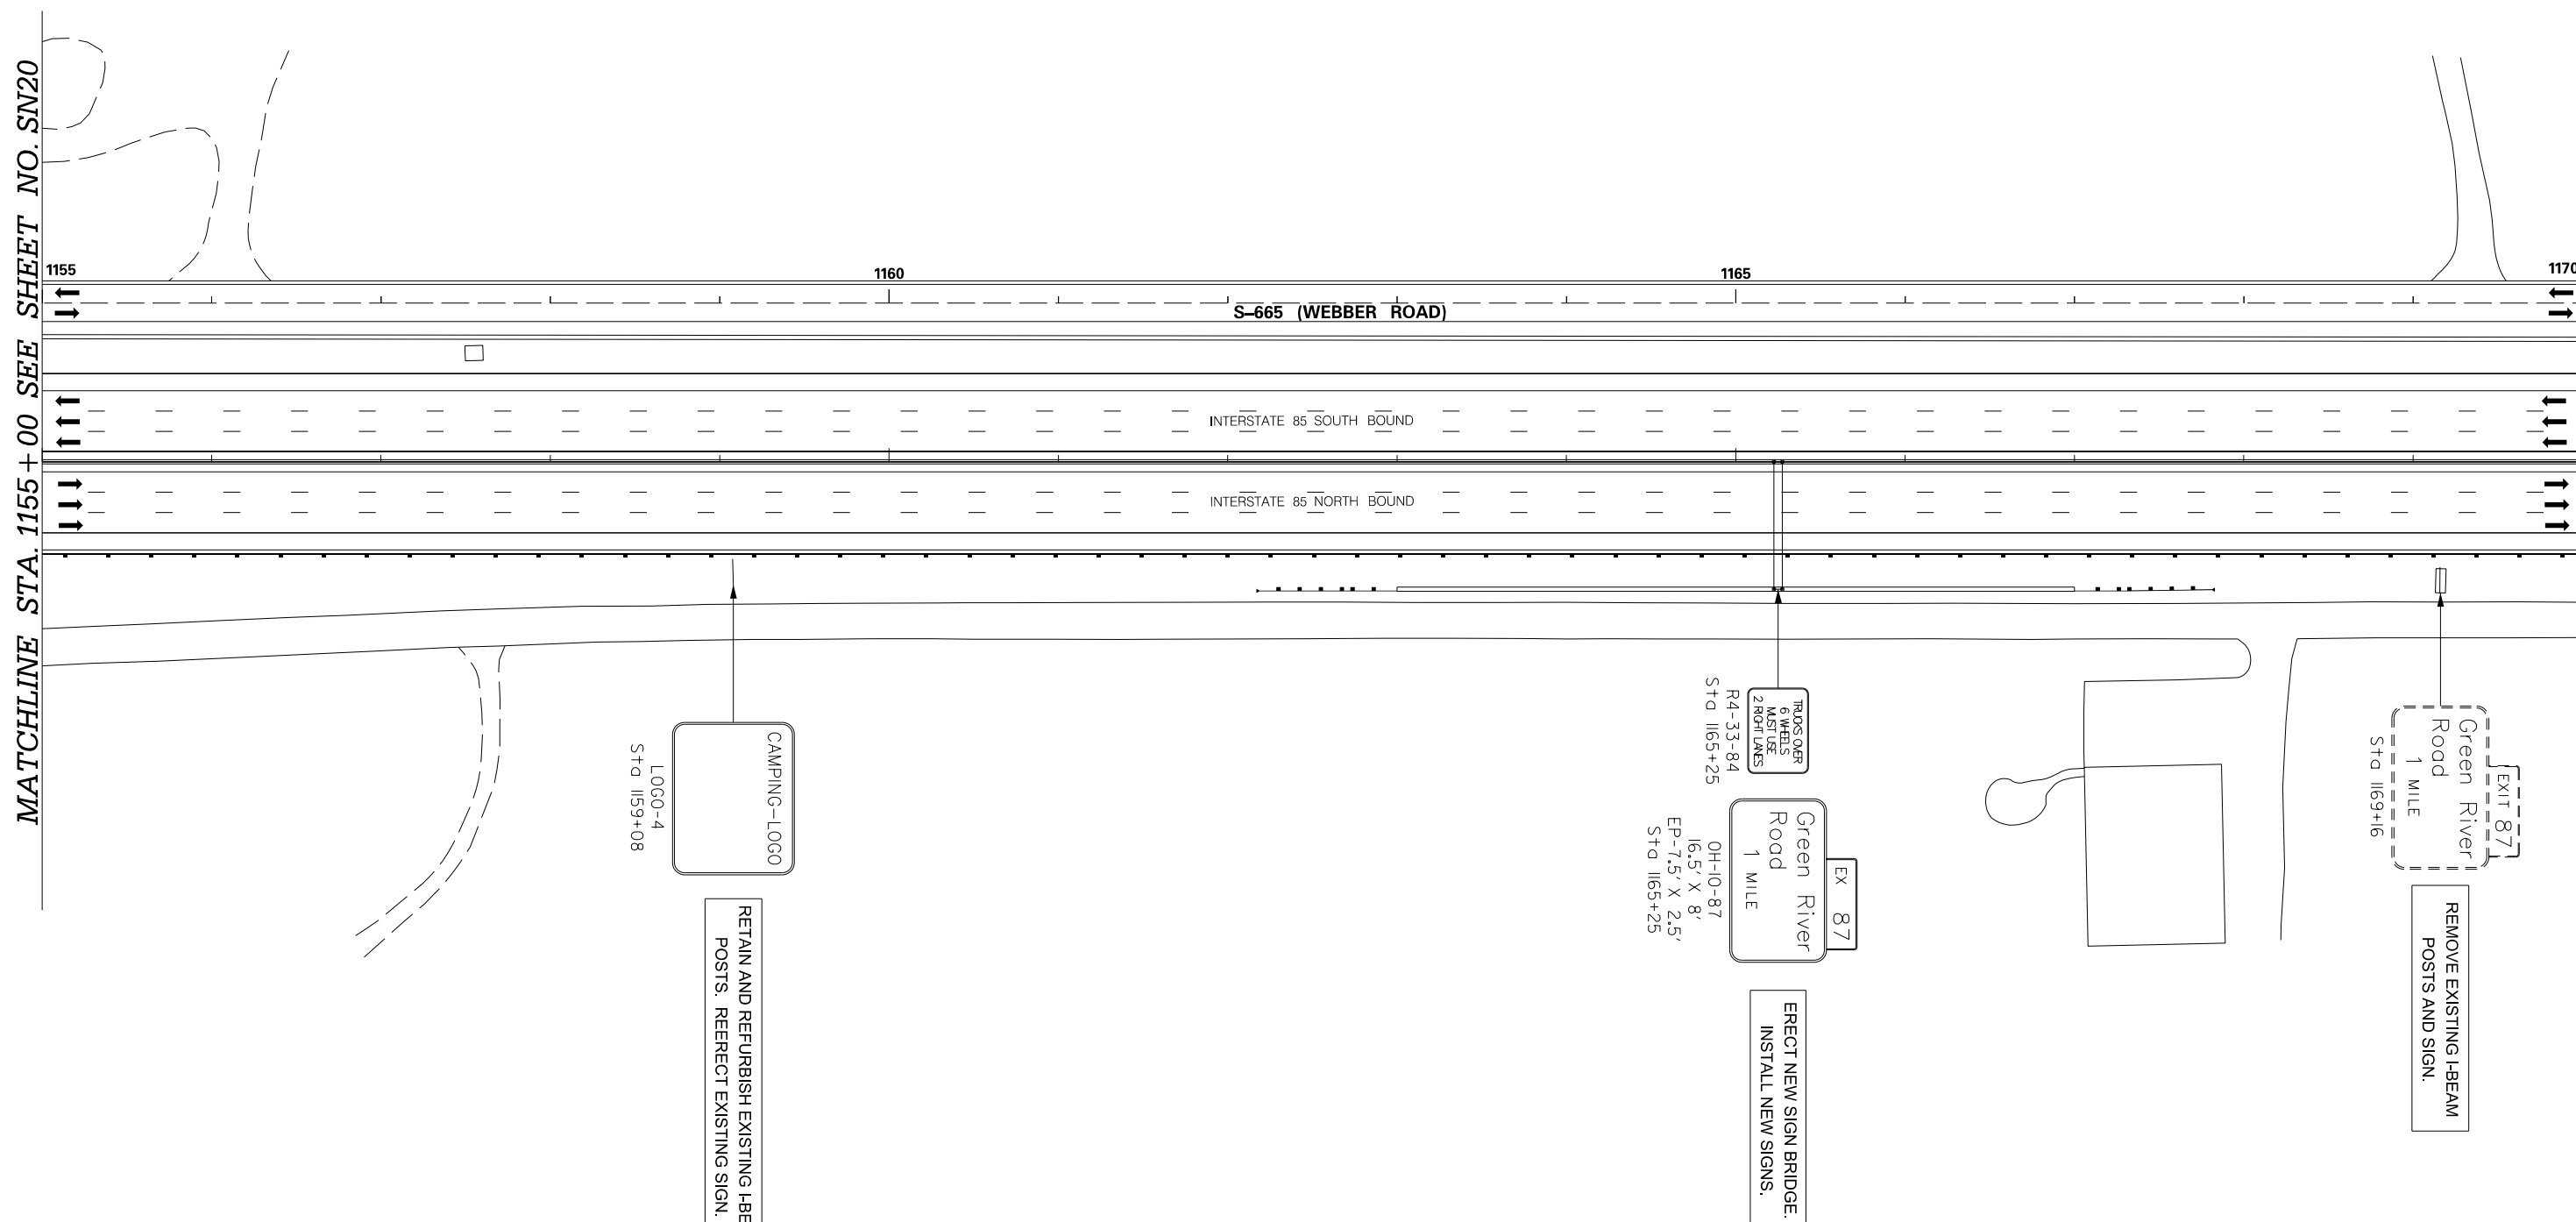 MATCHLINE STA. 1155+00 SEE SHEET NO. SN20
1155
1160
1165
1170
S-665 (WEBBER ROAD)
INTERSTATE 85 SOUTH BOUND
INTERSTATE 85 NORTH BOUND
CAMPING-LOGO
LOGO-4
Sta 1159+08
RETAIN AND REFURBISH EXISTING I-BE
POSTS. REERECT EXISTING SIGN.
TRUCKS OVER
6 WHEELS
MUST USE
2 RIGHT LANES
R4-33-84
Sta 1165+25
EX 87
Green River
Road
1 MILE
OH-10-87
16.5' X 8'
EP-7.5' X 2.5'
Sta 1165+25
ERECT NEW SIGN BRIDGE.
INSTALL NEW SIGNS.
EXIT 87
Green River
Road
1 MILE
Sta 1169+16
REMOVE EXISTING I-BEAM
POSTS AND SIGN.